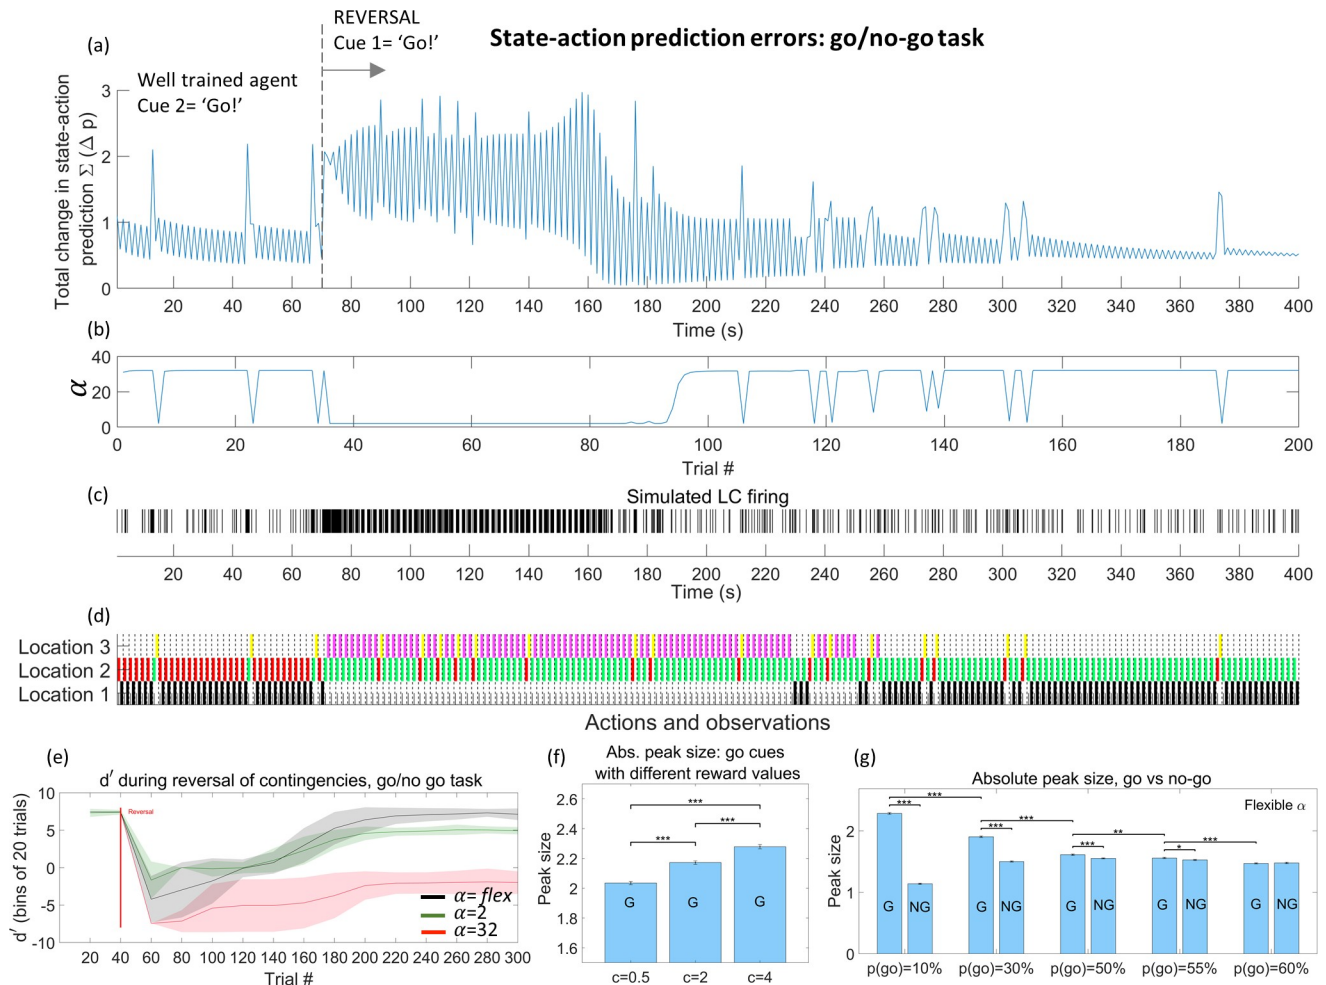 (a)
REVERSAL
Cue 1= ‘Go!’
State-action prediction errors: go/no-go task
Well trained agent
Cue 2= ‘Go!’
Total change in state-action
prediction Σ (Δ p)
3
2
1
0
20 40 60 80 100 120 140 160 180 200 220 240 260 280 300 320 340 360 380 400
Time (s)
(b)
α
40
20
0
0 20 40 60 80 100 120 140 160 180 200
Trial #
(c)
Simulated LC firing
20 40 60 80 100 120 140 160 180 200 220 240 260 280 300 320 340 360 380 400
Time (s)
(d)
Location 3
Location 2
Location 1
Actions and observations
(e)
d′ during reversal of contingencies, go/no go task
d′ (bins of 20 trials)
10
5
0
-5
-10
Reversal
α= flex
α=2
α=32
20 40 60 80 100 120 140 160 180 200 220 240 260 280 300
Trial #
(f)
Abs. peak size: go cues
with different reward values
Peak size
2.6
2.4
2.2
2
1.8
1.6
***
***
***
G G G
c=0.5 c=2 c=4
(g)
Absolute peak size, go vs no-go
Flexible α
Peak size
2
1
0
*** *** ** ***
*** *** *** *
G NG G NG G NG G NG G NG
p(go)=10% p(go)=30% p(go)=50% p(go)=55% p(go)=60%